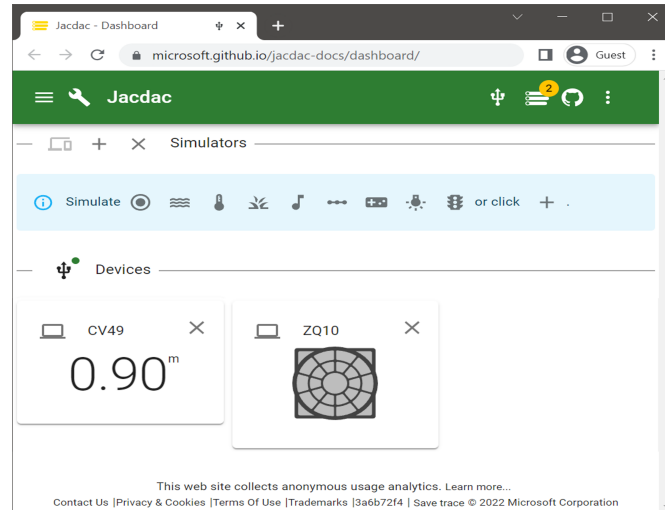 Jacdac - Dashboard
microsoft.github.io/jacdac-docs/dashboard/
Guest
Jacdac
2
Simulators
Simulate or click + .
Devices
CV49
0.90 m
ZQ10
This web site collects anonymous usage analytics. Learn more...
Contact Us |Privacy & Cookies |Terms Of Use |Trademarks |3a6b72f4 | Save trace © 2022 Microsoft Corporation